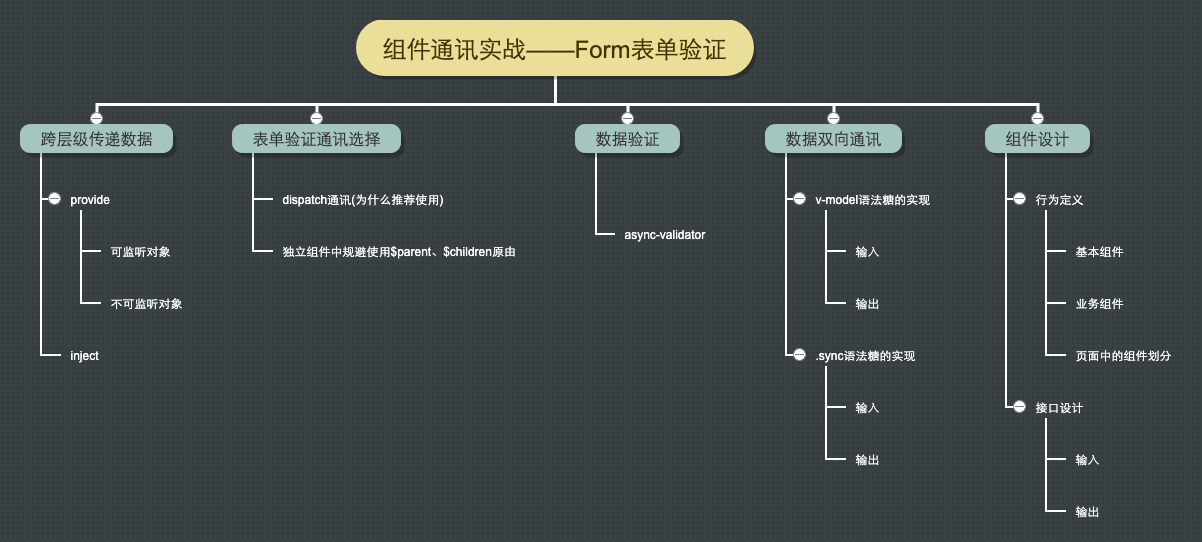 组件通讯实战——Form表单验证
跨层级传递数据
provide
可监听对象
不可监听对象
inject
表单验证通讯选择
dispatch通讯(为什么推荐使用)
独立组件中规避使用$parent、$children原由
数据验证
async-validator
数据双向通讯
v-model语法糖的实现
输入
输出
.sync语法糖的实现
输入
输出
组件设计
行为定义
基本组件
业务组件
页面中的组件划分
接口设计
输入
输出